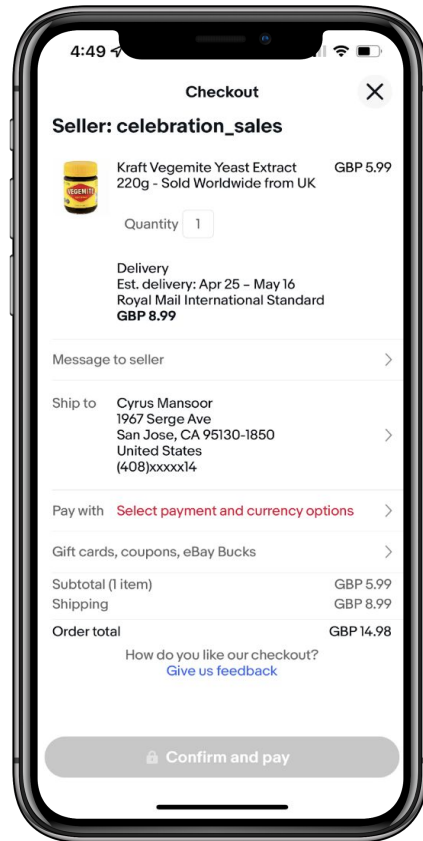 4:49
Checkout
Seller: celebration_sales
Kraft Vegemite Yeast Extract GBP 5.99
220g - Sold Worldwide from UK
VEGEMITE
Quantity 1
Delivery
Est. delivery: Apr 25 – May 16
Royal Mail International Standard
GBP 8.99
Message to seller
Ship to Cyrus Mansoor
1967 Serge Ave
San Jose, CA 95130-1850
United States
(408)xxxxx14
Pay with Select payment and currency options
Gift cards, coupons, eBay Bucks
Subtotal (1 item) GBP 5.99
Shipping GBP 8.99
Order total GBP 14.98
How do you like our checkout?
Give us feedback
Confirm and pay